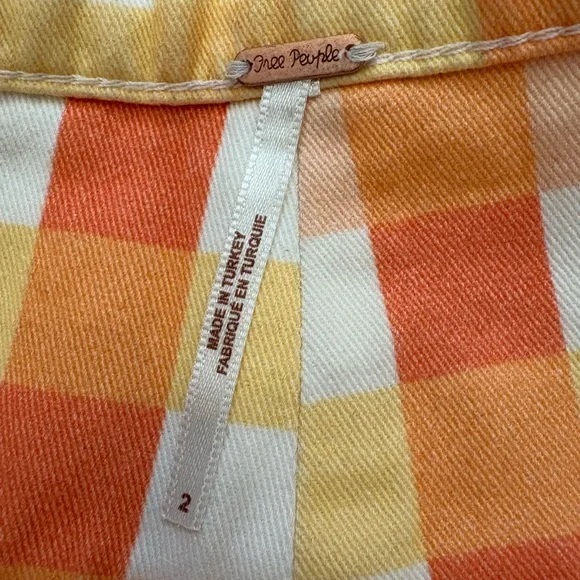 Free People
MADE IN TURKEY
FABRIQUÉ EN TURQUIE
2